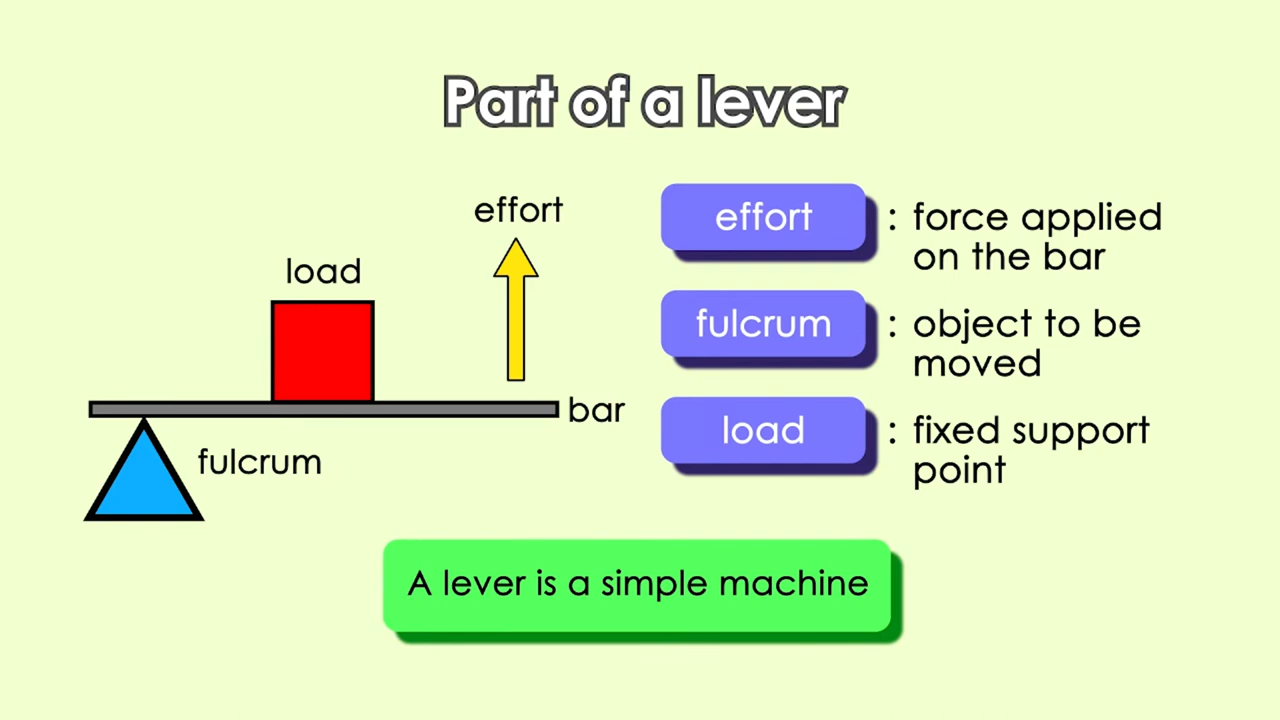 Part of a lever
effort
load
bar
fulcrum
effort : force applied
on the bar
fulcrum : object to be
moved
load : fixed support
point
A lever is a simple machine